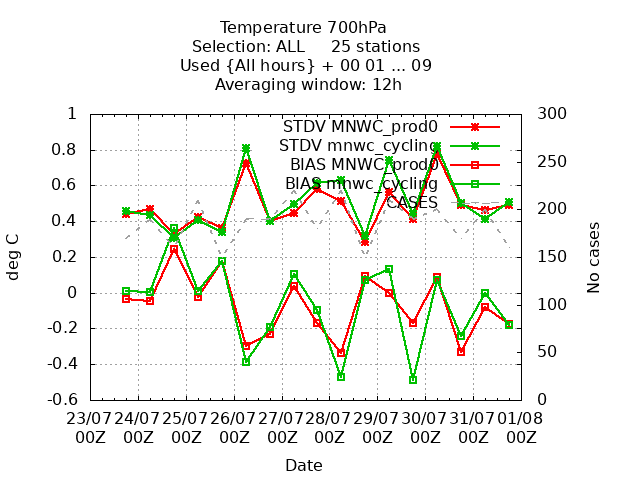 Temperature 700hPa
Selection: ALL 25 stations
Used {All hours} + 00 01 ... 09
Averaging window: 12h
STDV MNWC_prod0
STDV mnwc_cycling
BIAS MNWC_prod0
BIAS mnwc_cycling
CASES
deg C
1
0.8
0.6
0.4
0.2
0
-0.2
-0.4
-0.6
300
250
200
150
100
50
0
No cases
23/07 24/07 25/07 26/07 27/07 28/07 29/07 30/07 31/07 01/08
00Z 00Z 00Z 00Z 00Z 00Z 00Z 00Z 00Z 00Z
Date